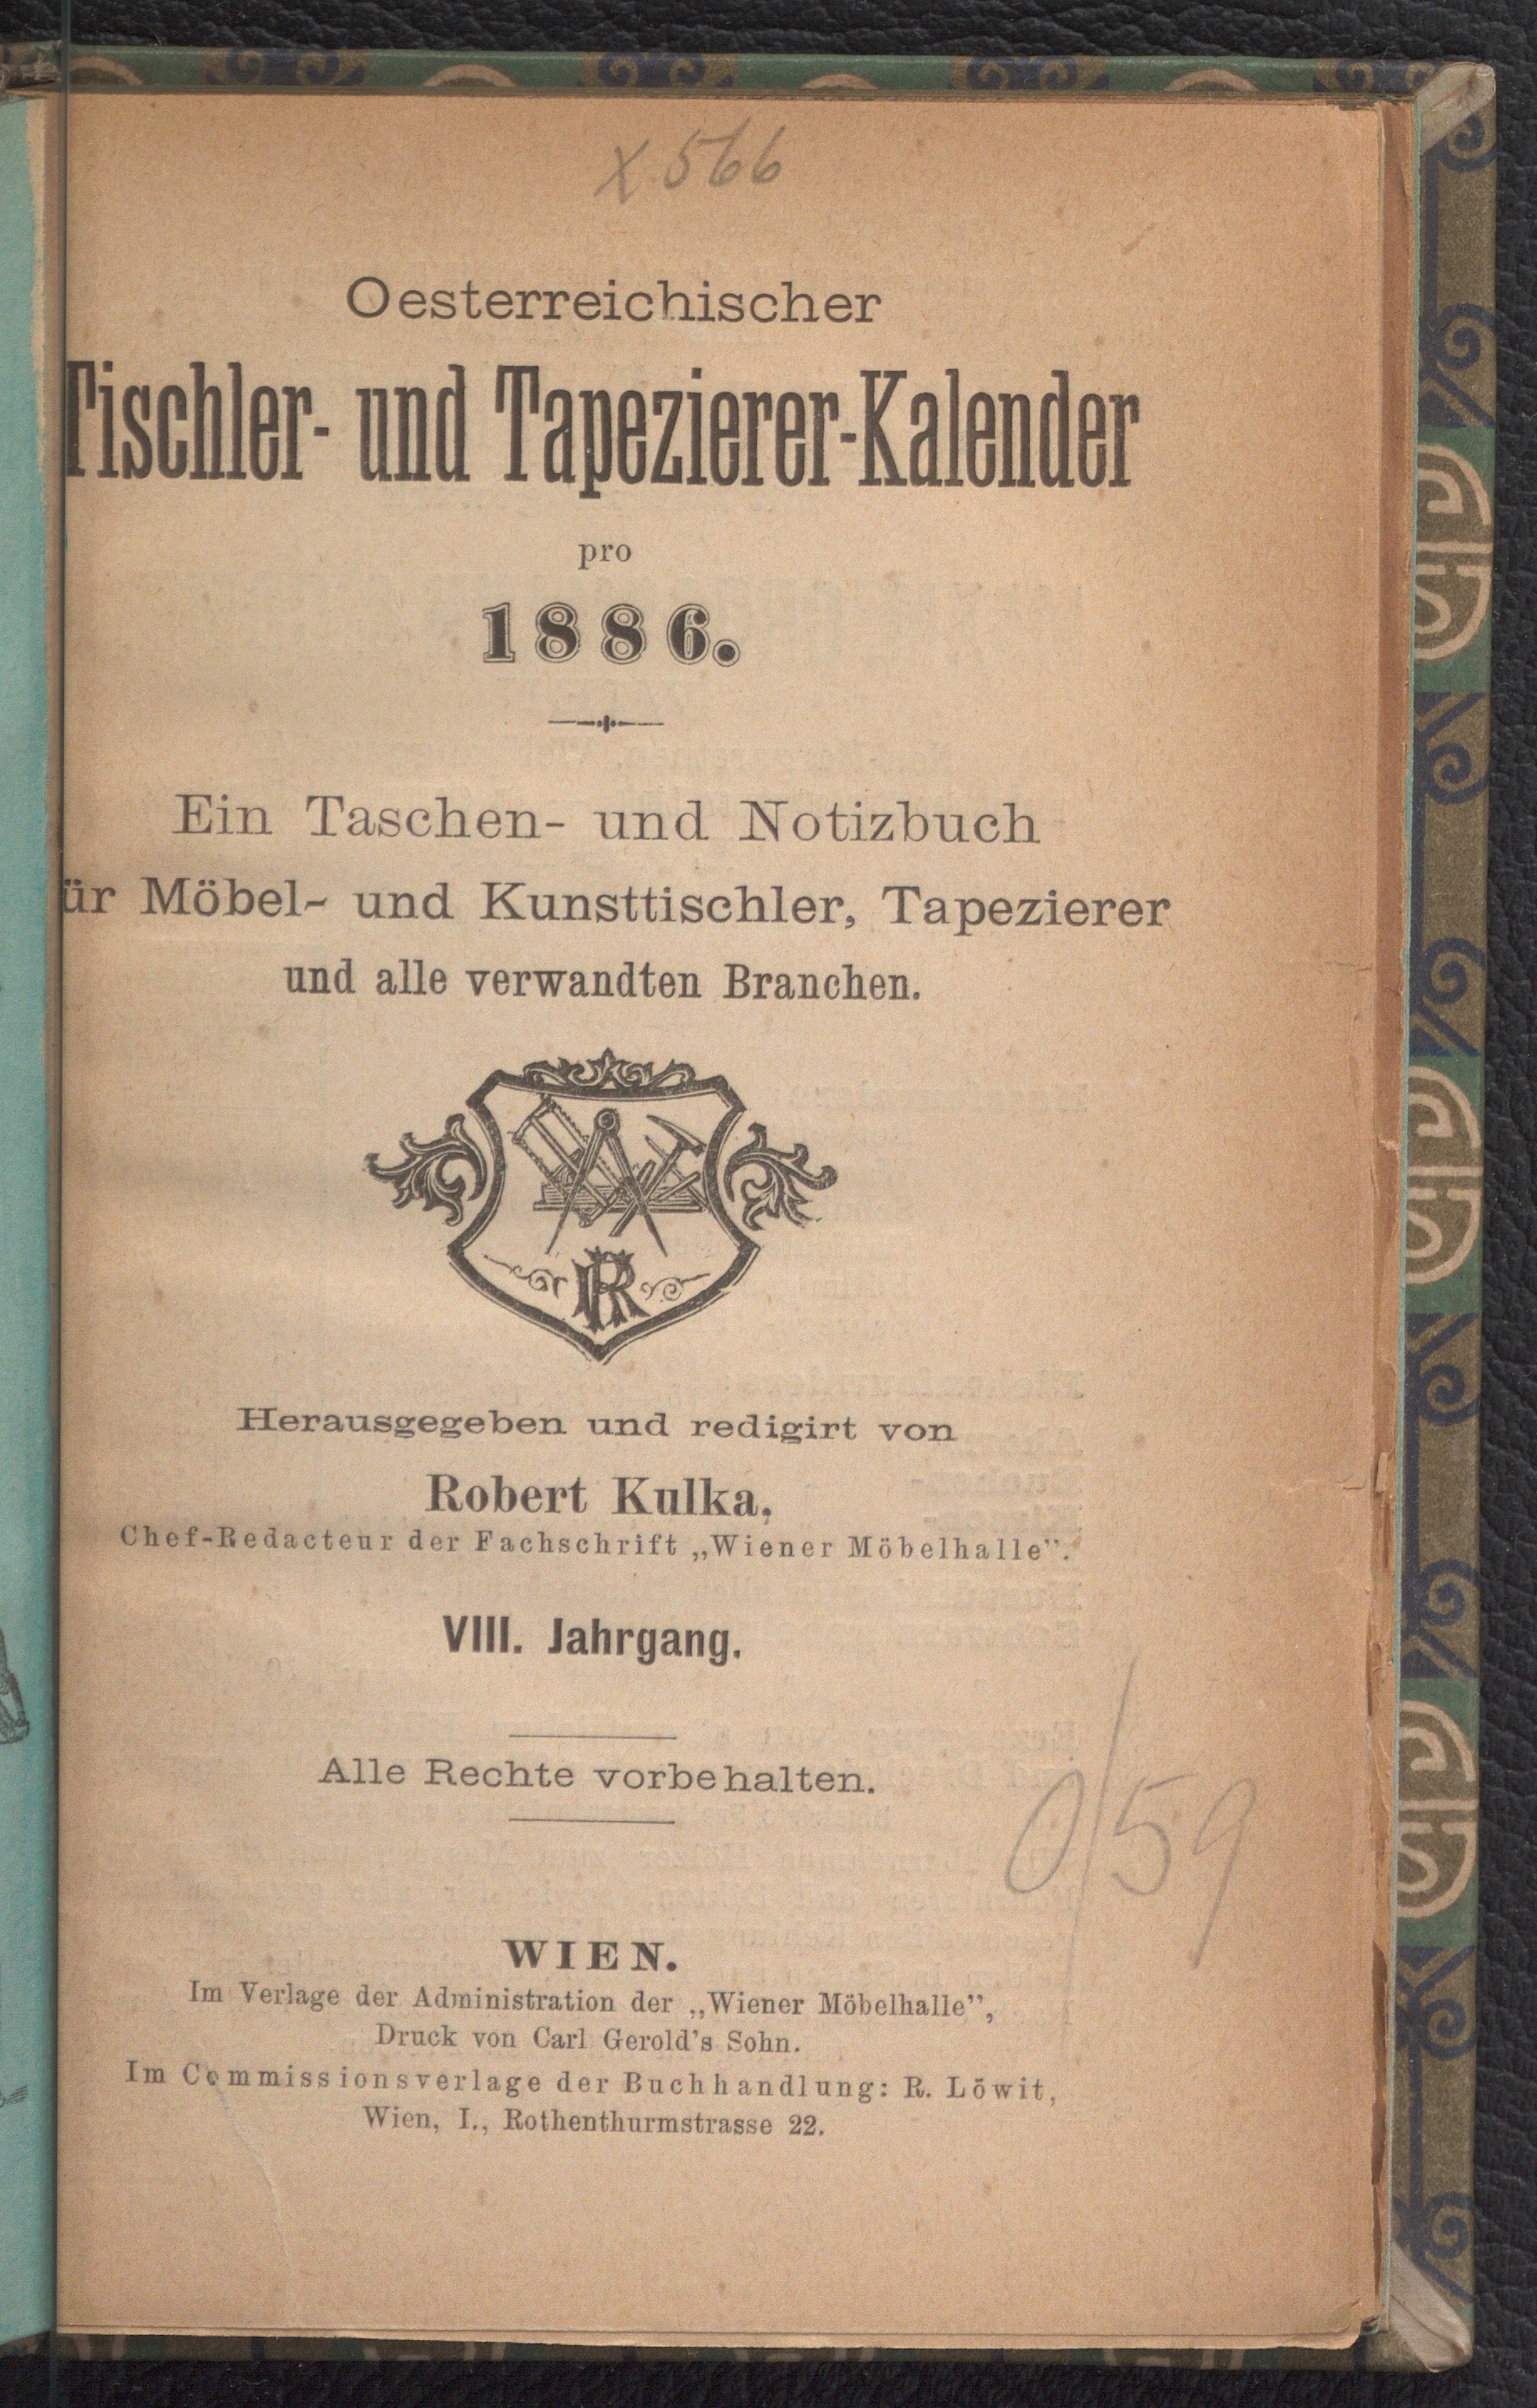 X 566
Oesterreichischer
Tischler- und Tapezierer-Kalender
pro
1886.
Ein Taschen- und Notizbuch
ür Möbel- und Kunsttischler, Tapezierer
und alle verwandten Branchen.
RK
Herausgegeben und redigirt von
Robert Kulka,
Chef-Redacteur der Fachschrift „Wiener Möbelhalle”.
VIII. Jahrgang.
Alle Rechte vorbehalten.
0/59
WIEN.
Im Verlage der Administration der „Wiener Möbelhalle”,
Druck von Carl Gerold's Sohn.
Im Commissionsverlage der Buchhandlung: R. Löwit,
Wien, I., Rothenthurmstrasse 22.